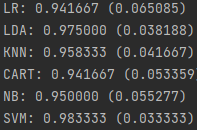 LR: 0.941667 (0.065085)
LDA: 0.975000 (0.038188)
KNN: 0.958333 (0.041667)
CART: 0.941667 (0.053359)
NB: 0.950000 (0.055277)
SVM: 0.983333 (0.033333)